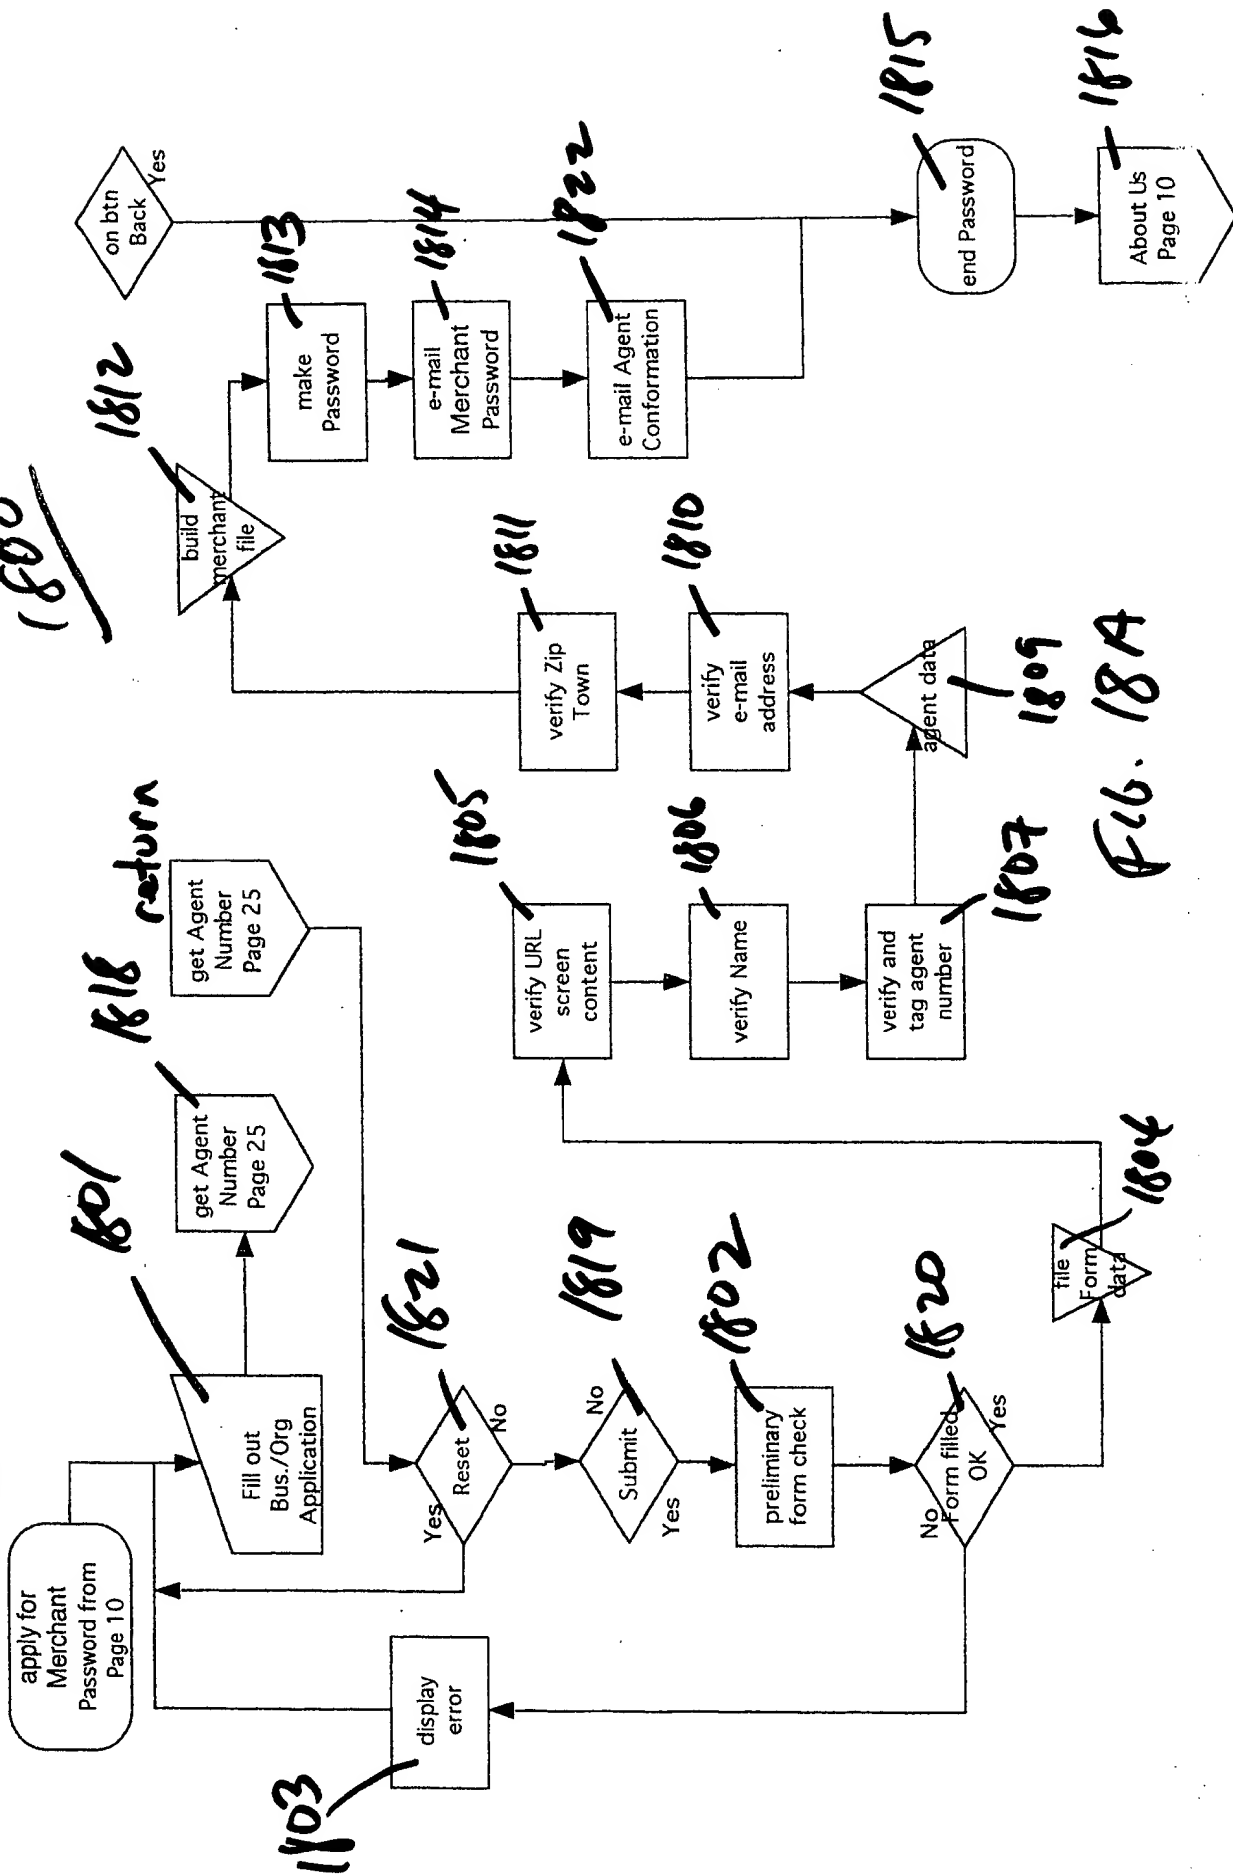 1800
apply for
Merchant
Password from
Page 10
1801
Fill out
Bus./Org
Application
1818
get Agent
Number
Page 25
return
get Agent
Number
Page 25
1821
Reset
Yes
No
1819
Submit
No
Yes
1802
preliminary
form check
1820
Form filled
OK
No
Yes
1803
display
error
1804
file
Form
data
1805
verify URL
screen
content
1806
verify Name
1807
verify and
tag agent
number
1809
agent data
1810
verify
e-mail
address
1811
verify Zip
Town
1812
build
merchant
file
1813
make
Password
1814
e-mail
Merchant
Password
1822
e-mail Agent
Conformation
on btn
Back
Yes
1815
end Password
1816
About Us
Page 10
FIG. 18A